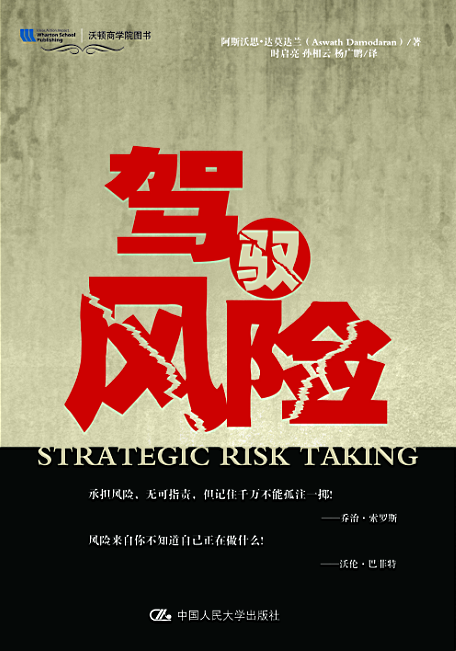 Wharton School
Publishing
沃顿商学院图书
阿斯沃思·达莫达兰（Aswath Damodaran）/著
时启亮 孙相云 杨广鹏/译
驾驭
风险
STRATEGIC RISK TAKING
承担风险，无可指责，但记住千万不能孤注一掷!
——乔治·索罗斯
风险来自你不知道自己正在做什么!
——沃伦·巴菲特
中国人民大学出版社